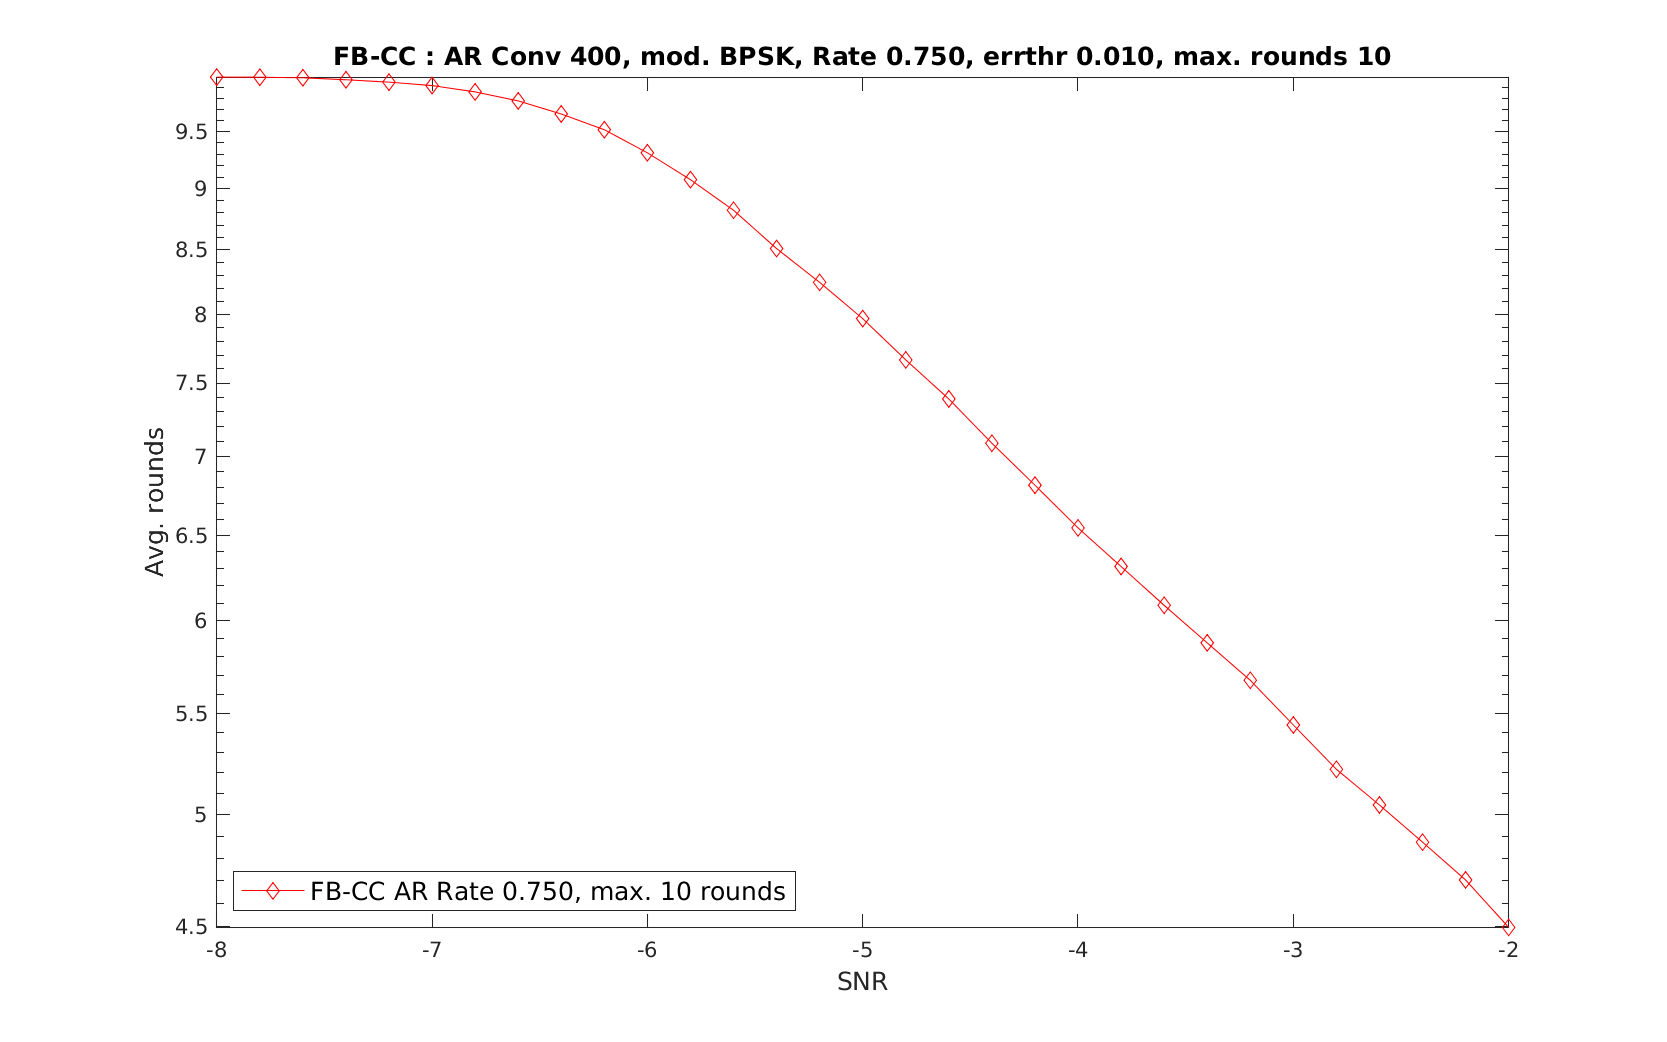 FB-CC : AR Conv 400, mod. BPSK, Rate 0.750, errthr 0.010, max. rounds 10
9.5
9
8.5
8
7.5
7
6.5
6
5.5
5
4.5
Avg. rounds
FB-CC AR Rate 0.750, max. 10 rounds
-8 -7 -6 -5 -4 -3 -2
SNR